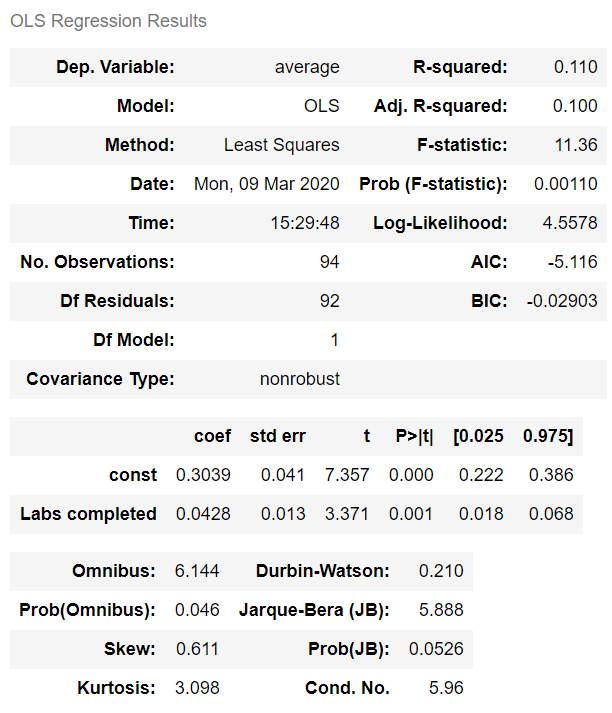 OLS Regression Results
Dep. Variable: average R-squared: 0.110
Model: OLS Adj. R-squared: 0.100
Method: Least Squares F-statistic: 11.36
Date: Mon, 09 Mar 2020 Prob (F-statistic): 0.00110
Time: 15:29:48 Log-Likelihood: 4.5578
No. Observations: 94 AIC: -5.116
Df Residuals: 92 BIC: -0.02903
Df Model: 1
Covariance Type: nonrobust
coef std err t P>|t| [0.025 0.975]
const 0.3039 0.041 7.357 0.000 0.222 0.386
Labs completed 0.0428 0.013 3.371 0.001 0.018 0.068
Omnibus: 6.144 Durbin-Watson: 0.210
Prob(Omnibus): 0.046 Jarque-Bera (JB): 5.888
Skew: 0.611 Prob(JB): 0.0526
Kurtosis: 3.098 Cond. No. 5.96